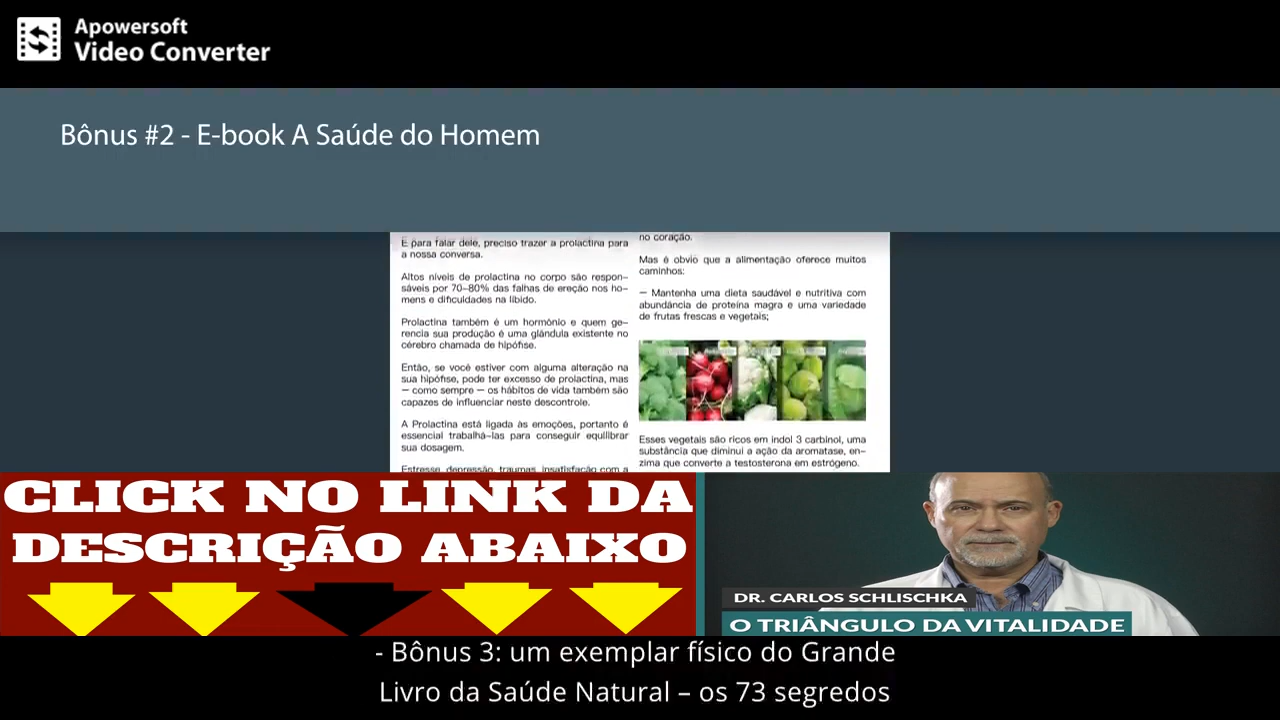 Apowersoft
Video Converter
Bônus #2 - E-book A Saúde do Homem
E para falar dele, preciso trazer a prolactina para
a nossa conversa.
Altos níveis de prolactina no corpo são respon-
sáveis por 70-80% das falhas de ereção nos ho-
mens e dificuldades na libido.
Prolactina também é um hormônio e quem ge-
rencia sua produção é uma glândula existente no
cérebro chamada de hipófise.
Então, se você estiver com alguma alteração na
sua hipófise, pode ter excesso de prolactina, mas
— como sempre — os hábitos de vida também são
capazes de influenciar neste descontrole.
A Prolactina está ligada às emoções, portanto é
essencial trabalhá-las para conseguir equilibrar
sua dosagem.
Estresse, depressão, traumas, insatisfação com a
no coração.
Mas é obvio que a alimentação oferece muitos
caminhos:
— Mantenha uma dieta saudável e nutritiva com
abundância de proteína magra e uma variedade
de frutas frescas e vegetais;
Esses vegetais são ricos em indol 3 carbinol, uma
substância que diminui a ação da aromatase, en-
zima que converte a testosterona em estrógeno.
CLICK NO LINK DA
DESCRIÇÃO ABAIXO
DR. CARLOS SCHLISCHKA
O TRIÂNGULO DA VITALIDADE
- Bônus 3: um exemplar físico do Grande
Livro da Saúde Natural – os 73 segredos